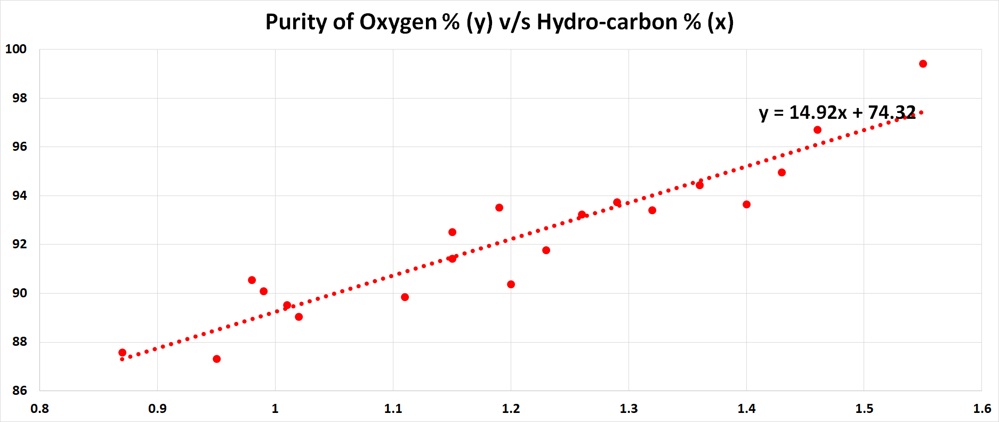 Purity of Oxygen % (y) v/s Hydro-carbon % (x)
100
98
y = 14.92x + 74.32
96
94
92
90
88
86
0.8 0.9 1 1.1 1.2 1.3 1.4 1.5 1.6